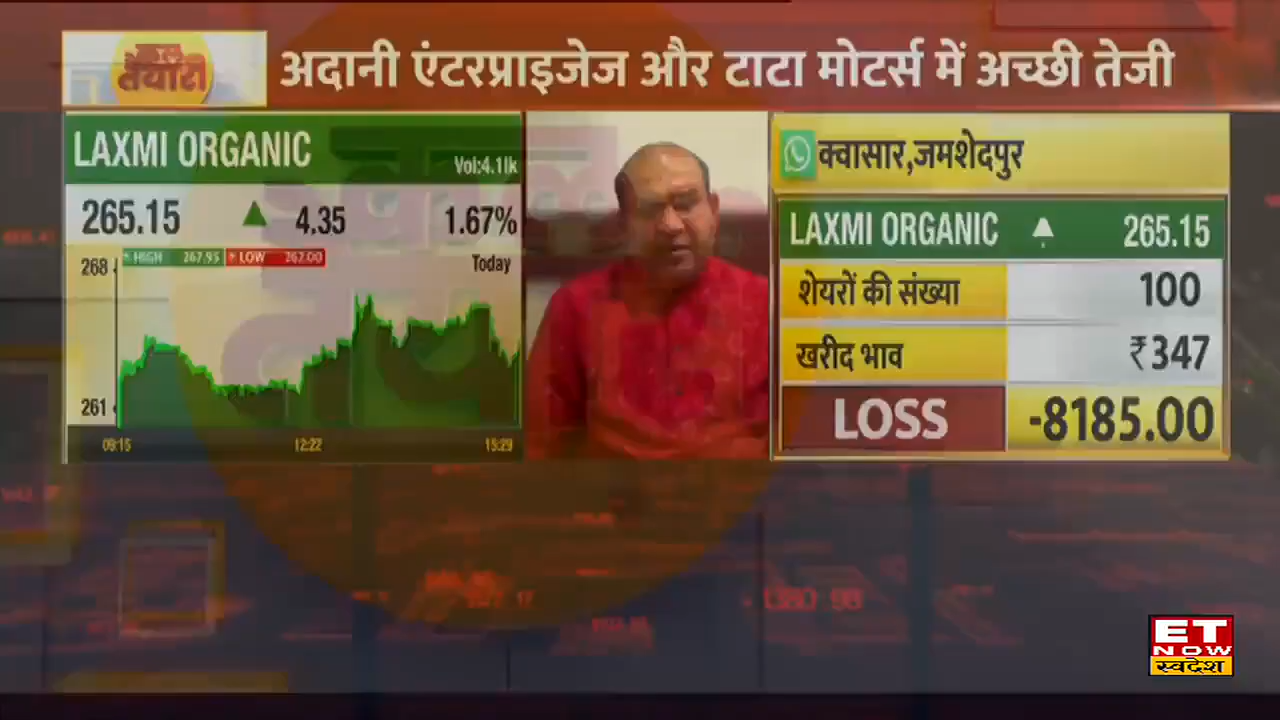 तैयारी
अदानी एंटरप्राइजेज और टाटा मोटर्स में अच्छी तेजी
LAXMI ORGANIC
Vol:4.1lk
265.15 ▲ 4.35 1.67%
HIGH 267.95 LOW 262.00
Today
268
261
09:15 12:22 15:29
क्वासार,जमशेदपुर
LAXMI ORGANIC ▲ 265.15
शेयरों की संख्या 100
खरीद भाव ₹347
LOSS -8185.00
ET
NOW
स्वदेश